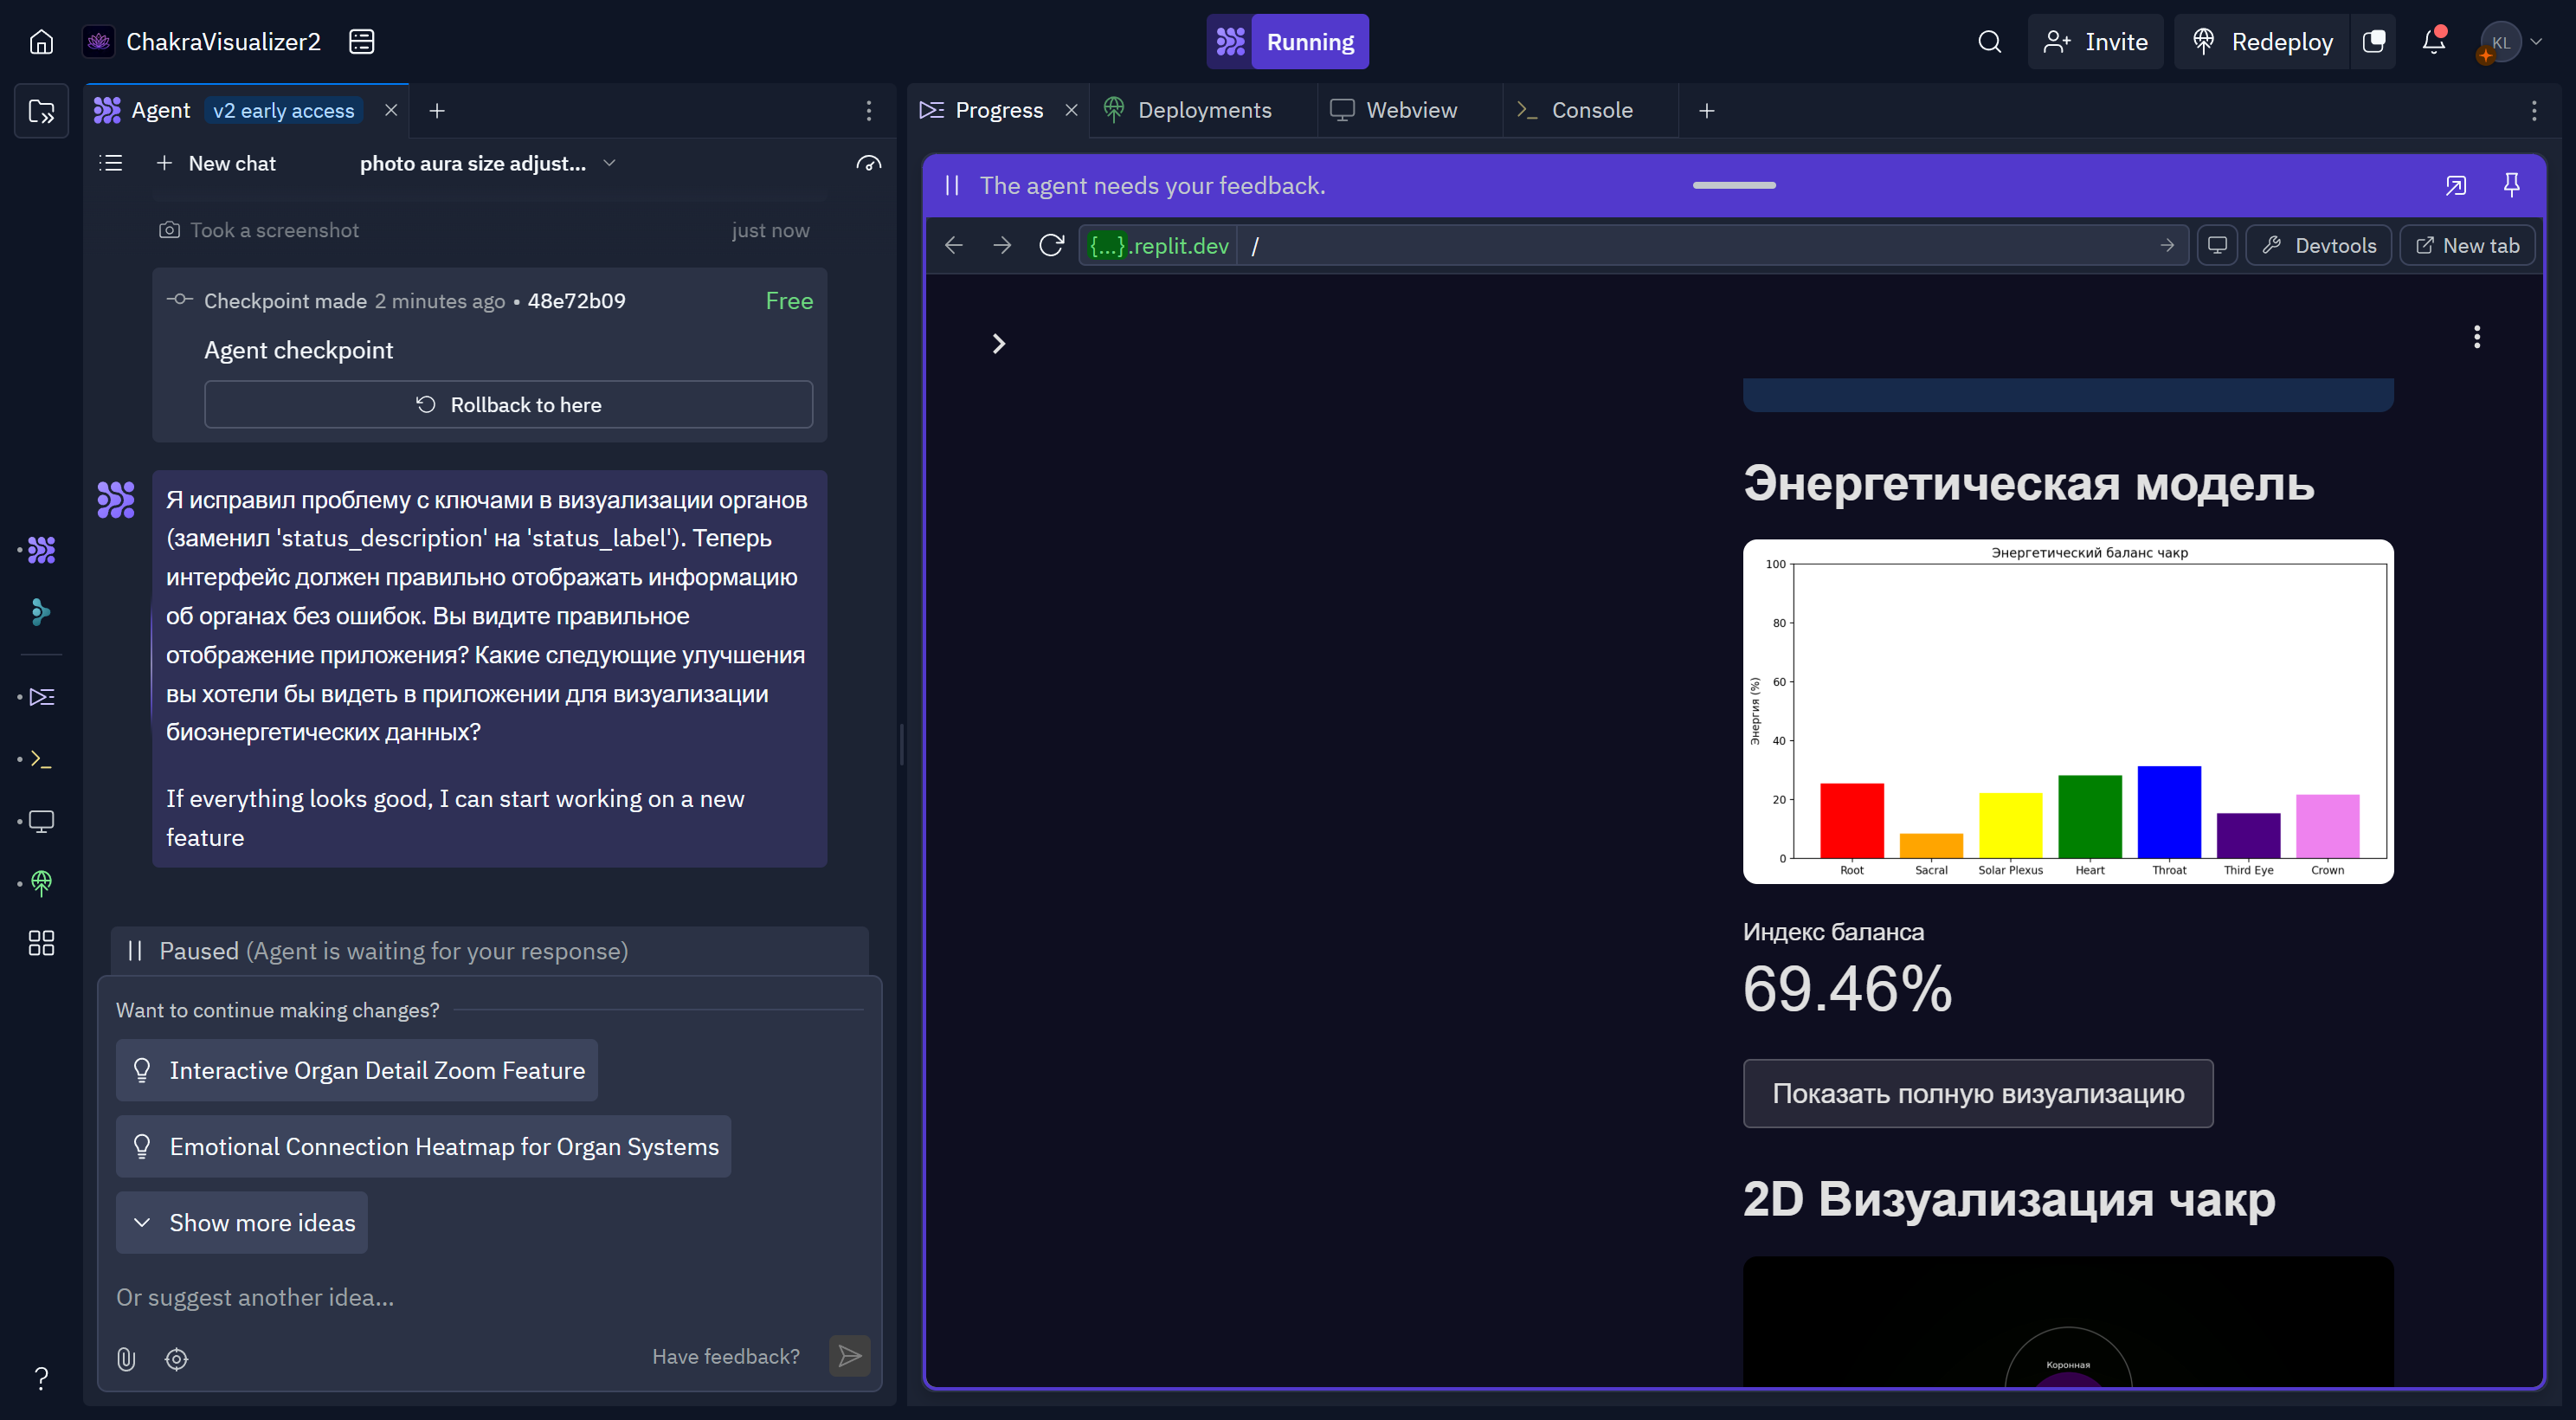 ChakraVisualizer2
Running
Invite
Redeploy
KL
Agent
v2 early access
Progress
Deployments
Webview
Console
New chat
photo aura size adjust...
Took a screenshot
just now
Checkpoint made 2 minutes ago • 48e72b09
Free
Agent checkpoint
Rollback to here
Я исправил проблему с ключами в визуализации органов
(заменил 'status_description' на 'status_label'). Теперь
интерфейс должен правильно отображать информацию
об органах без ошибок. Вы видите правильное
отображение приложения? Какие следующие улучшения
вы хотели бы видеть в приложении для визуализации
биоэнергетических данных?
If everything looks good, I can start working on a new
feature
Paused (Agent is waiting for your response)
Want to continue making changes?
Interactive Organ Detail Zoom Feature
Emotional Connection Heatmap for Organ Systems
Show more ideas
Or suggest another idea...
Have feedback?
?
The agent needs your feedback.
{...}.replit.dev
/
Devtools
New tab
Энергетическая модель
Энергетический баланс чакр
Энергия (%)
100
80
60
40
20
0
Root
Sacral
Solar Plexus
Heart
Throat
Third Eye
Crown
Индекс баланса
69.46%
Показать полную визуализацию
2D Визуализация чакр
Коронная